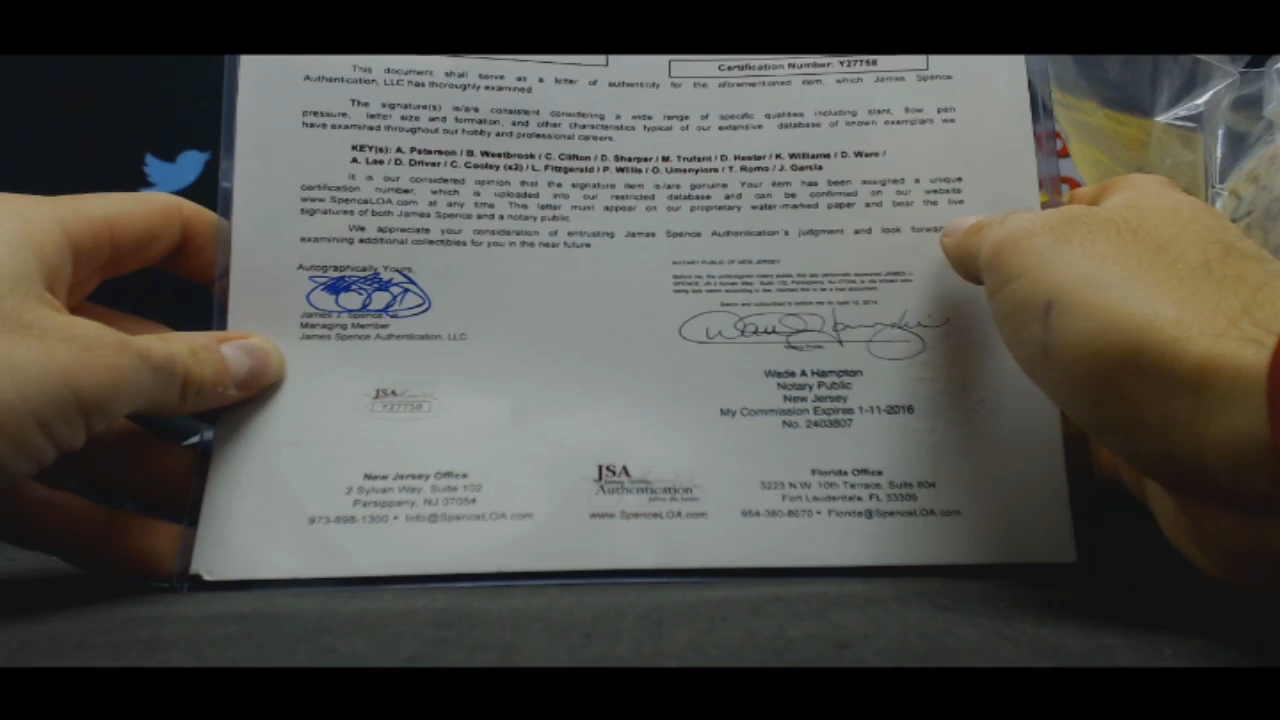 Certification Number: Y27758
This document shall serve as a letter of authenticity for the aforementioned item, which James Spence
Authentication, LLC has thoroughly examined.
The signature(s) is/are consistent considering a wide range of specific qualities including slant, flow, pen
pressure, letter size and formation, and other characteristics typical of our extensive database of known exemplars we
have examined throughout our hobby and professional careers.
KEY(s): A. Peterson / B. Westbrook / C. Clifton / D. Sharper / M. Trufant / D. Hester / K. Williams / D. Ware /
A. Lee / D. Driver / C. Cooley (x2) / L. Fitzgerald / P. Willis / O. Umenyiora / T. Romo / J. Garcia
It is our considered opinion that the signature item is/are genuine. Your item has been assigned a unique
certification number, which is uploaded into our restricted database and can be confirmed on our website
www.SpenceLOA.com at any time. This letter must appear on our proprietary water-marked paper and bear the live
signatures of both James Spence and a notary public.
We appreciate your consideration of entrusting James Spence Authentication's judgment and look forward
examining additional collectibles for you in the near future.
Autographically Yours,
NOTARY PUBLIC OF NEW JERSEY
James J. Spence
Managing Member
James Spence Authentication, LLC
Wade A Hampton
Notary Public
New Jersey
My Commission Expires 1-11-2016
No. 2403807
JSA
Y27758
New Jersey Office
2 Sylvan Way, Suite 102
Parsippany, NJ 07054
973-898-1300 * Info@SpenceLOA.com
JSA
Authentication
www.SpenceLOA.com
Florida Office
3223 N.W. 10th Terrace, Suite 604
Fort Lauderdale, FL 33309
954-380-8670 * Florida@SpenceLOA.com